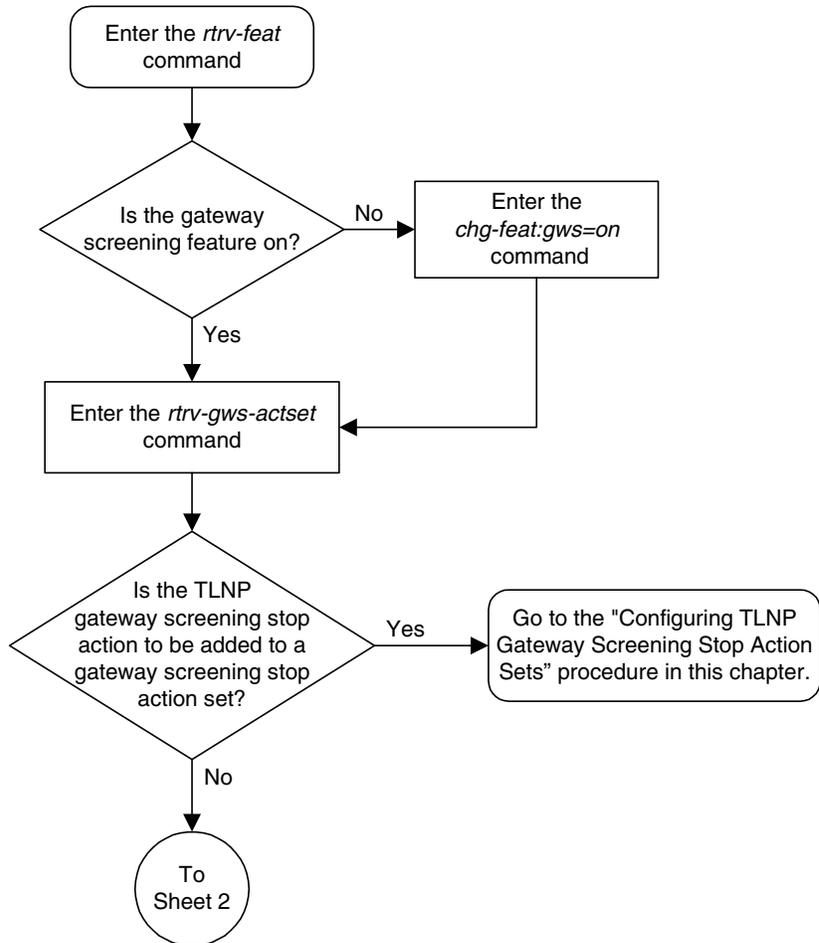 Enter the rtrv-feat
command
Is the gateway
screening feature on?
No
Enter the
chg-feat:gws=on
command
Yes
Enter the rtrv-gws-actset
command
Is the TLNP
gateway screening stop
action to be added to a
gateway screening stop
action set?
Yes
Go to the "Configuring TLNP
Gateway Screening Stop Action
Sets” procedure in this chapter.
No
To
Sheet 2